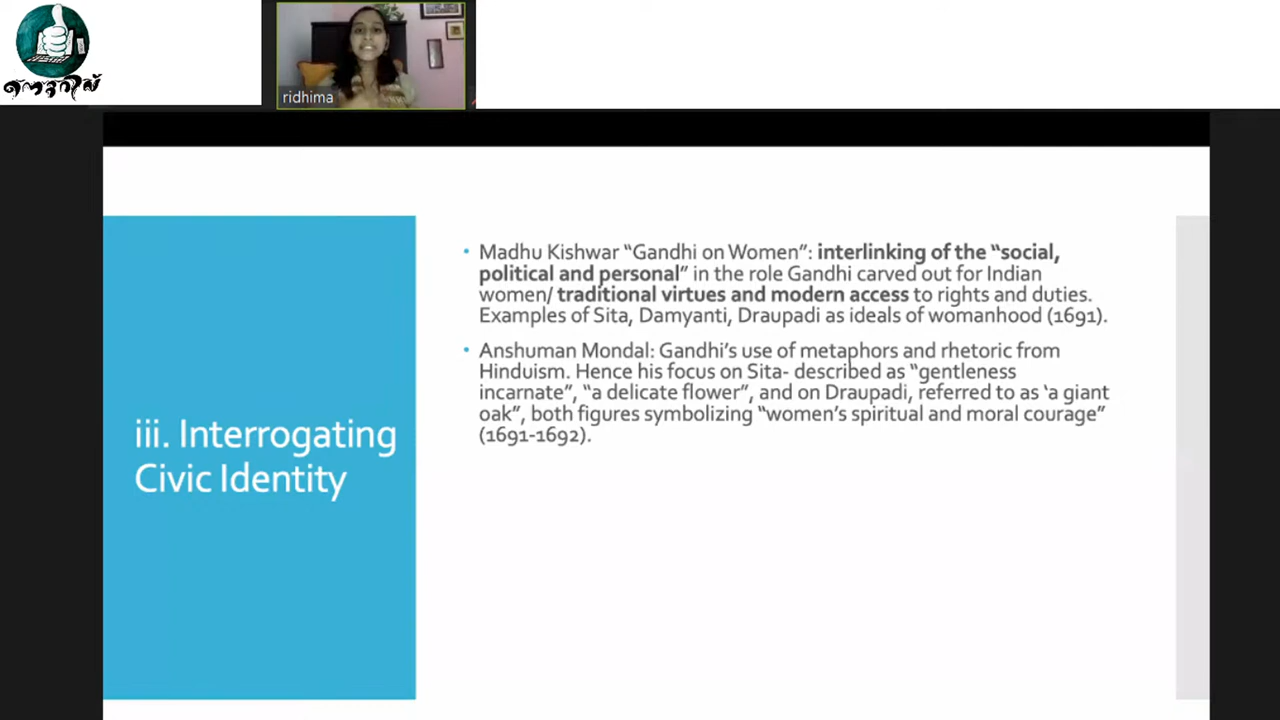 ridhima
iii. Interrogating
Civic Identity
• Madhu Kishwar “Gandhi on Women”: interlinking of the “social,
political and personal” in the role Gandhi carved out for Indian
women/ traditional virtues and modern access to rights and duties.
Examples of Sita, Damyanti, Draupadi as ideals of womanhood (1691).
• Anshuman Mondal: Gandhi’s use of metaphors and rhetoric from
Hinduism. Hence his focus on Sita- described as “gentleness
incarnate”, “a delicate flower”, and on Draupadi, referred to as ‘a giant
oak”, both figures symbolizing “women’s spiritual and moral courage”
(1691-1692).